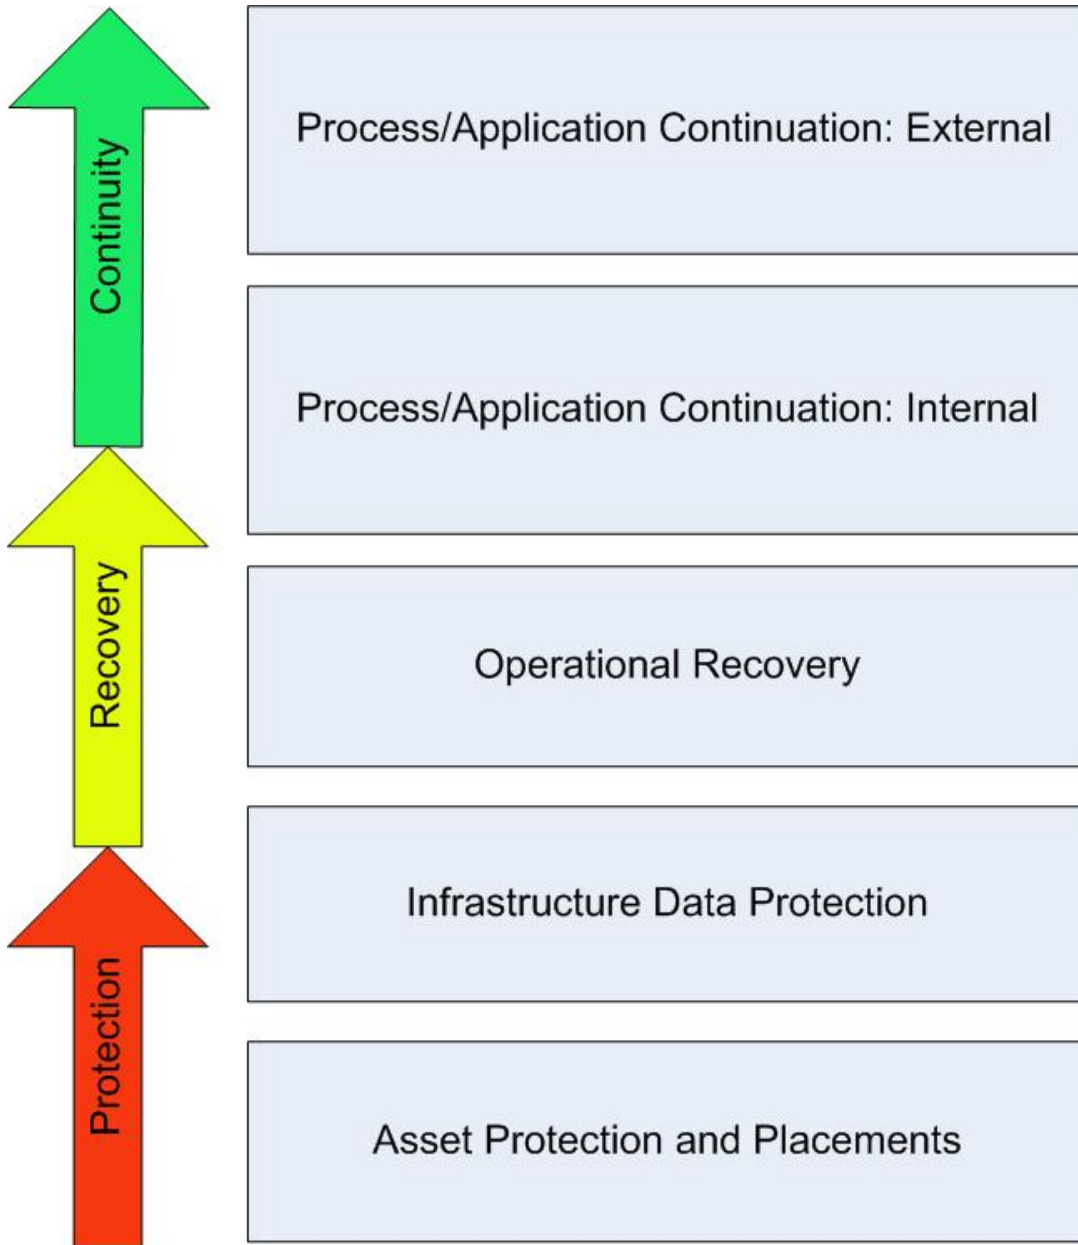 Continuity
Process/Application Continuation: External
Process/Application Continuation: Internal
Recovery
Operational Recovery
Infrastructure Data Protection
Protection
Asset Protection and Placements